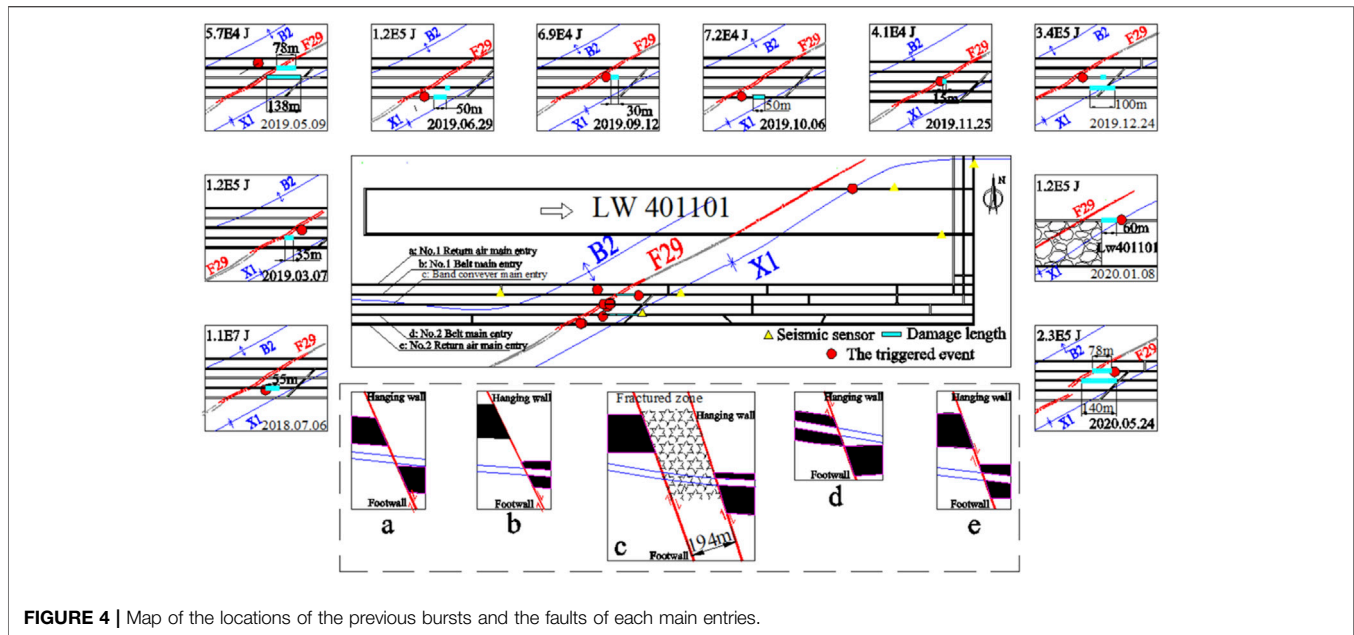 5.7E4 J
B2
F29
78m
138m
X1
2019.05.09
1.2E5 J
B2
F29
50m
X1
2019.06.29
6.9E4 J
B2
F29
30m
X1
2019.09.12
7.2E4 J
B2
F29
50m
X1
2019.10.06
4.1E4 J
B2
F29
15m
X1
2019.11.25
3.4E5 J
B2
F29
100m
X1
2019.12.24
1.2E5 J
B2
35m
F29
X1
2019.03.07
LW 401101
N
B2
F29
X1
a: No.1 Return air main entry
b: No.1 Belt main entry
c: Band conveyer main entry
d: No.2 Belt main entry
e: No.2 Return air main entry
Seismic sensor
Damage length
The triggered event
1.2E5 J
F29
60m
Lw401101
X1
2020.01.08
1.1E7 J
B2
F29
55m
X1
2018.07.06
2.3E5 J
F29
B2
78m
140m
X1
2020.05.24
Hanging wall
Footwall
a
Hanging wall
Footwall
b
Fractured zone
Hanging wall
194m
Footwall
c
Hanging wall
Footwall
d
Hanging wall
Footwall
e
FIGURE 4 | Map of the locations of the previous bursts and the faults of each main entries.